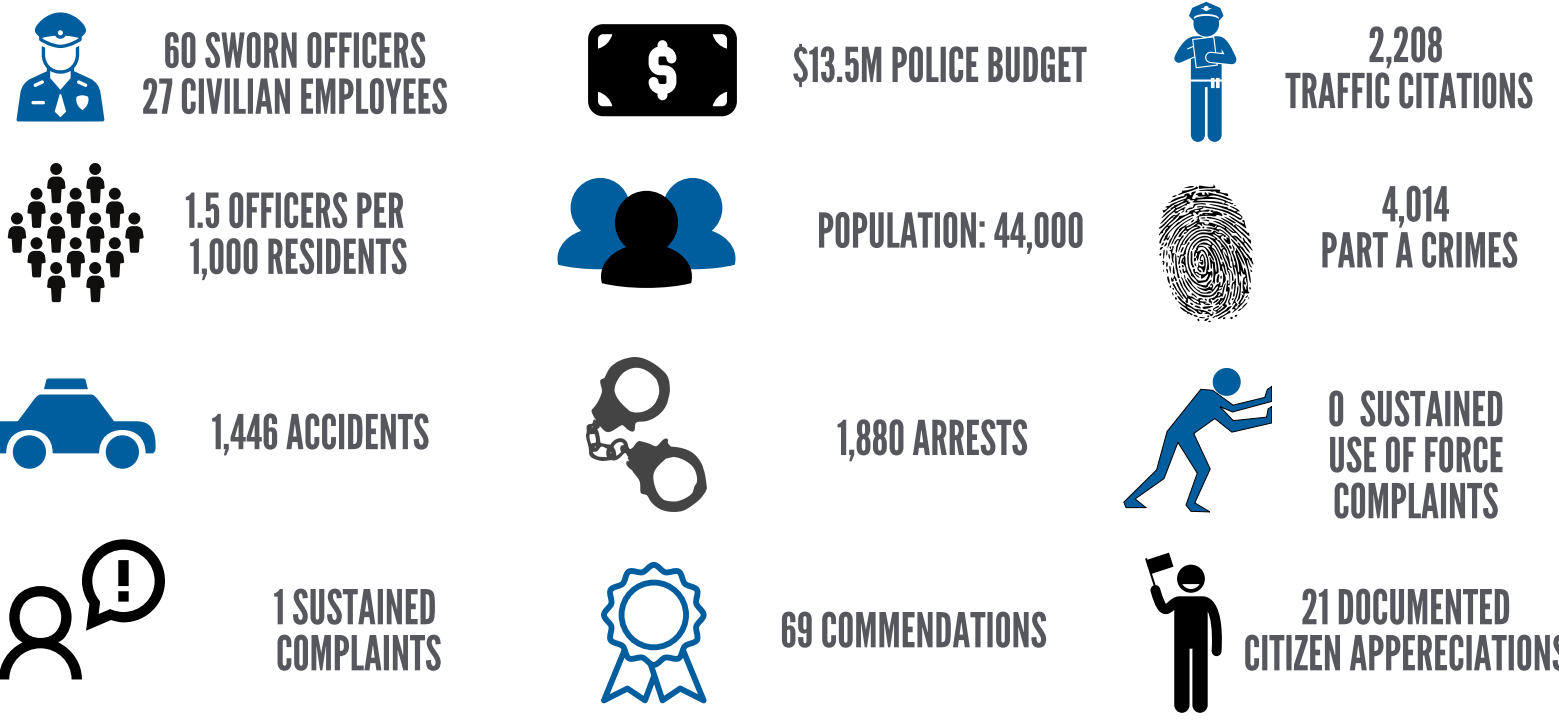 60 SWORN OFFICERS
27 CIVILIAN EMPLOYEES
$
$13.5M POLICE BUDGET
2,208
TRAFFIC CITATIONS
1.5 OFFICERS PER
1,000 RESIDENTS
POPULATION: 44,000
4,014
PART A CRIMES
1,446 ACCIDENTS
1,880 ARRESTS
0 SUSTAINED
USE OF FORCE
COMPLAINTS
!
1 SUSTAINED
COMPLAINTS
69 COMMENDATIONS
21 DOCUMENTED
CITIZEN APPERECIATIONS